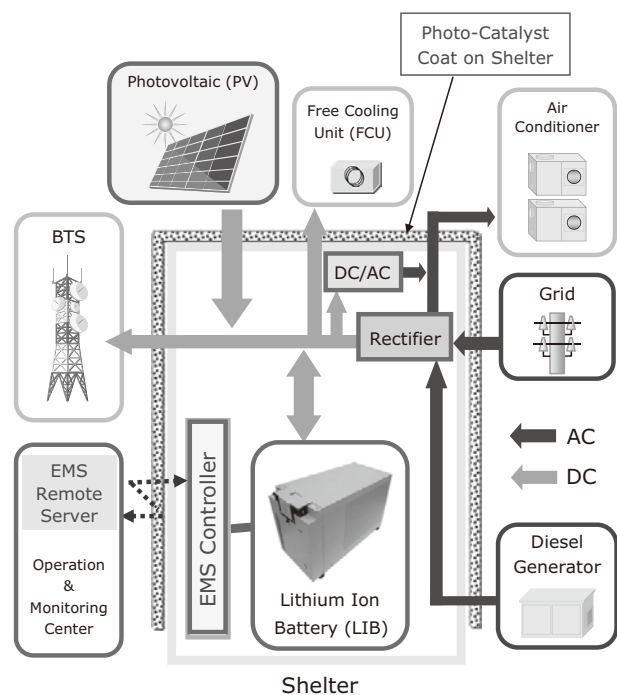 Photo-Catalyst
Coat on Shelter
Photovoltaic (PV)
Free Cooling
Unit (FCU)
Air
Conditioner
BTS
DC/AC
Grid
Rectifier
AC
DC
EMS
Remote
Server
Operation
&
Monitoring
Center
EMS Controller
Lithium Ion
Battery (LIB)
Diesel
Generator
Shelter